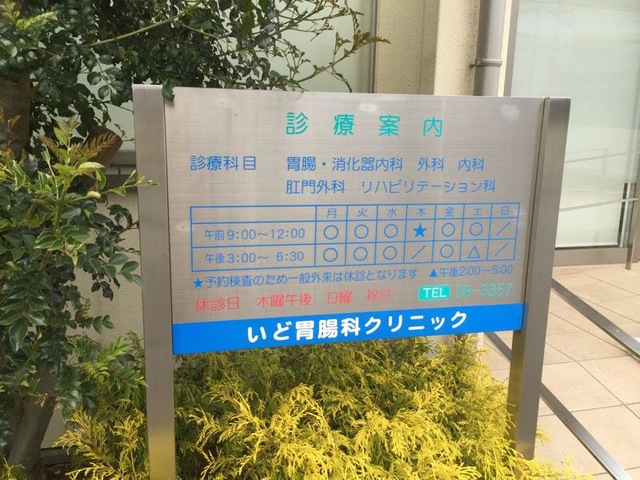 診療案内
診療科目 胃腸・消化器内科 外科 内科
肛門外科 リハビリテーション科
月 火 水 木 金 土 日
午前9:00～12:00 ○ ○ ○ ★ ○ ○ ／
午後3:00～ 6:30 ○ ○ ○ ／ ○ △ ／
★予約検査のため一般外来は休診となります ▲午後2:00～5:00
休診日 木曜午後 日曜 祝日 TEL 28-3357
いど胃腸科クリニック